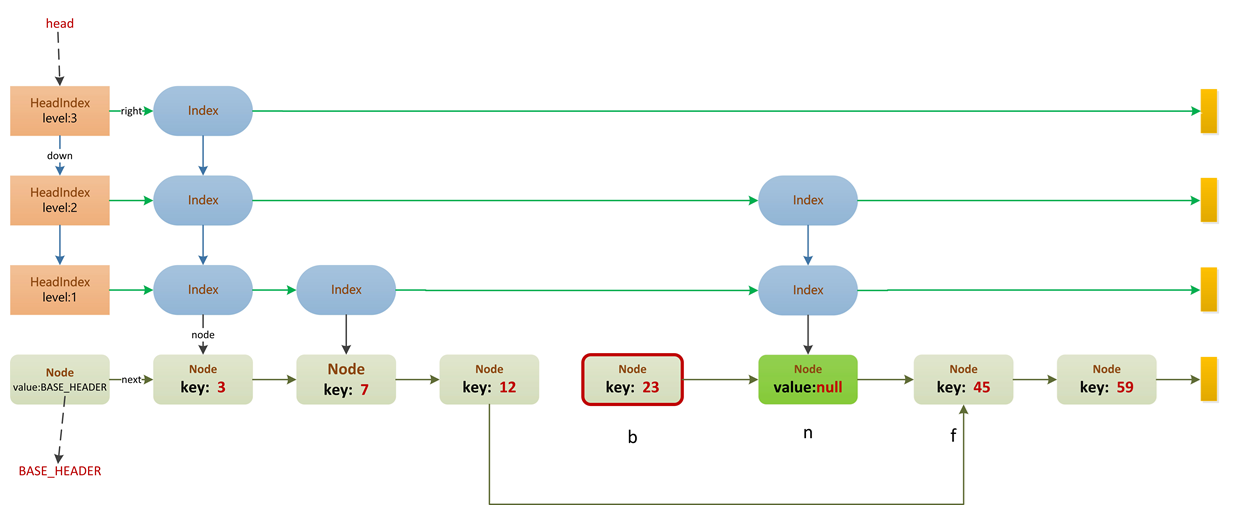 head
HeadIndex
level:3
right
Index
down
HeadIndex
level:2
Index
Index
HeadIndex
level:1
Index
Index
Index
node
Node
value:BASE_HEADER
next
Node
key: 3
Node
key: 7
Node
key: 12
Node
key: 23
Node
value:null
Node
key: 45
Node
key: 59
b
n
f
BASE_HEADER